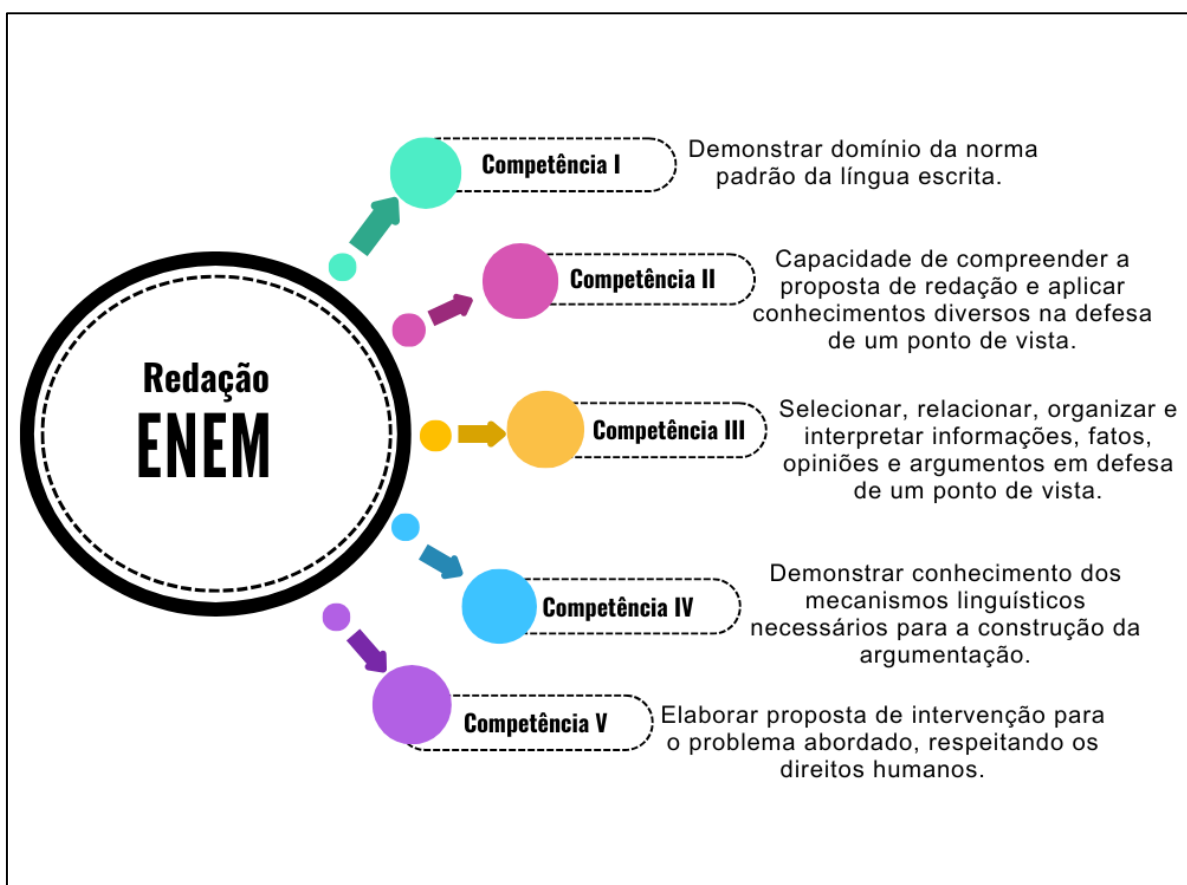 Redação
ENEM
Competência I
Demonstrar domínio da norma
padrão da língua escrita.
Competência II
Capacidade de compreender a
proposta de redação e aplicar
conhecimentos diversos na defesa
de um ponto de vista.
Competência III
Selecionar, relacionar, organizar e
interpretar informações, fatos,
opiniões e argumentos em defesa
de um ponto de vista.
Competência IV
Demonstrar conhecimento dos
mecanismos linguísticos
necessários para a construção da
argumentação.
Competência V
Elaborar proposta de intervenção para
o problema abordado, respeitando os
direitos humanos.